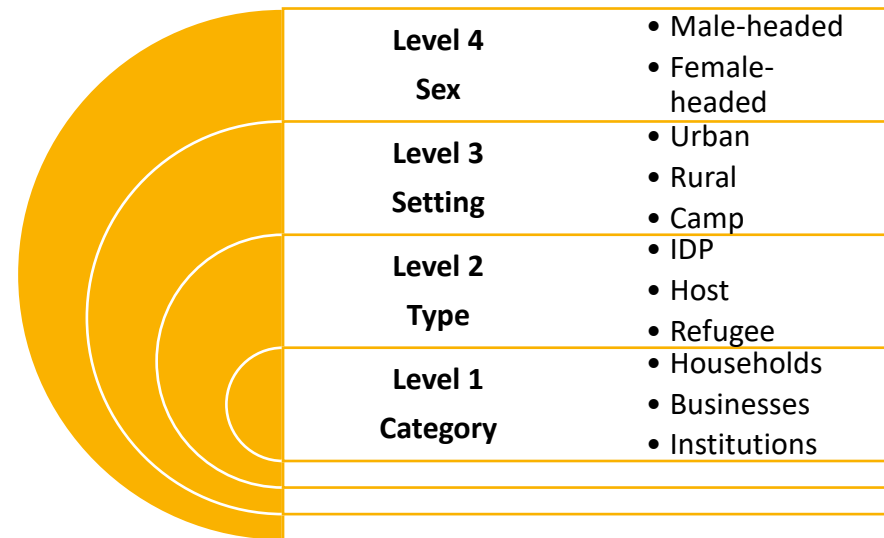 Level 4
Sex
• Male-headed
• Female-
headed
Level 3
Setting
• Urban
• Rural
• Camp
Level 2
Type
• IDP
• Host
• Refugee
Level 1
Category
• Households
• Businesses
• Institutions